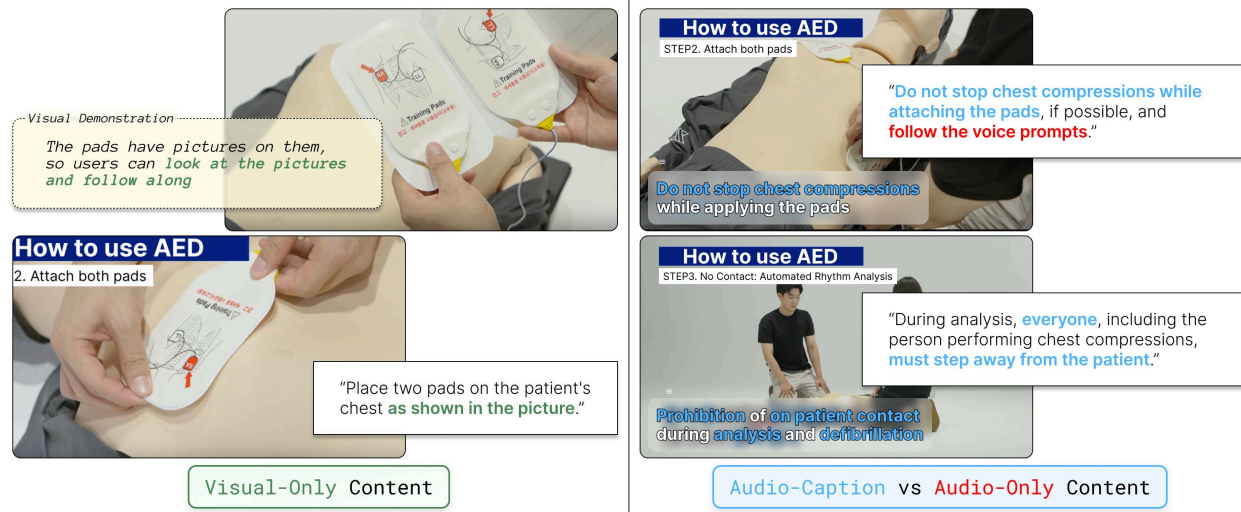 Visual Demonstration
The pads have pictures on them,
so users can look at the pictures
and follow along
⚠Training Pads
⚠Training Pads
How to use AED
2. Attach both pads
⚠Training Pads
“Place two pads on the patient's
chest as shown in the picture.”
Visual-Only Content
How to use AED
STEP2. Attach both pads
“Do not stop chest compressions while
attaching the pads, if possible, and
follow the voice prompts.”
Do not stop chest compressions
while applying the pads
How to use AED
STEP3. No Contact: Automated Rhythm Analysis
“During analysis, everyone, including the
person performing chest compressions,
must step away from the patient.”
Prohibition of on patient contact
during analysis and defibrillation
Audio-Caption vs Audio-Only Content